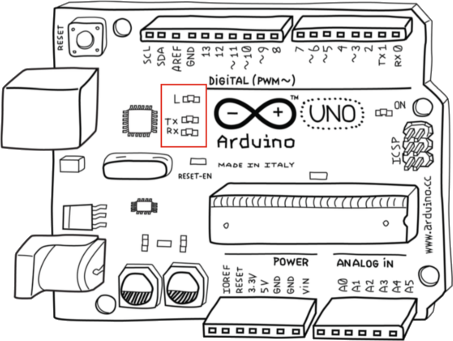 RESET
SCL
SDA
AREF
GND
13
12
~11
~10
~9
8
7
~6
~5
4
~3
2
TX 1
RX 0
DIGITAL (PWM~)
L
TX
RX
™
UNO
ON
Arduino
ICSP
MADE IN ITALY
RESET-EN
www.arduino.cc
POWER
ANALOG IN
IOREF
RESET
3.3V
5V
GND
GND
Vin
A0
A1
A2
A3
A4
A5